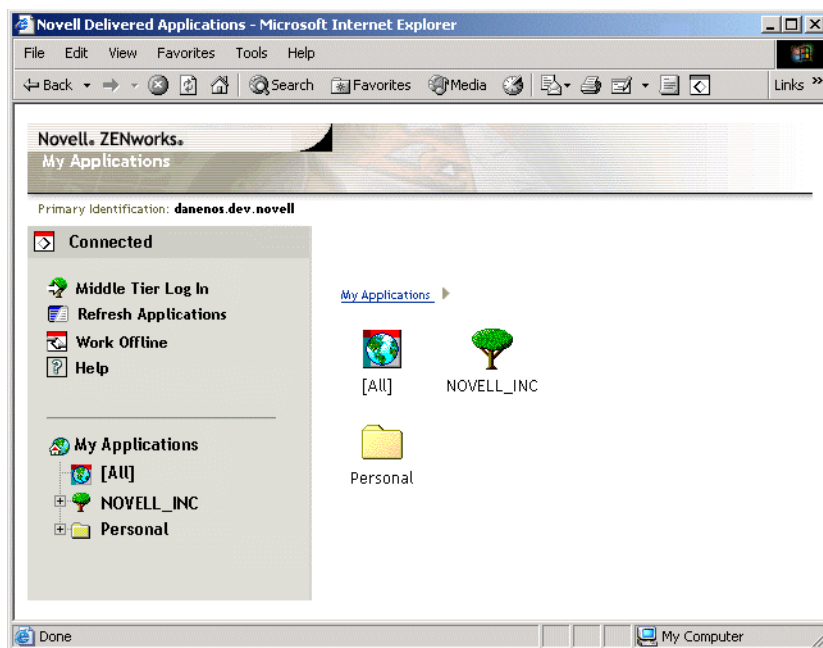 Novell Delivered Applications - Microsoft Internet Explorer
File Edit View Favorites Tools Help
Back Search Favorites Media Links »
Novell® ZENworks®
My Applications
Primary Identification: danenos.dev.novell
Connected
Middle Tier Log In
Refresh Applications
Work Offline
Help
My Applications
[All]
NOVELL_INC
Personal
My Applications
[All] NOVELL_INC
Personal
Done My Computer